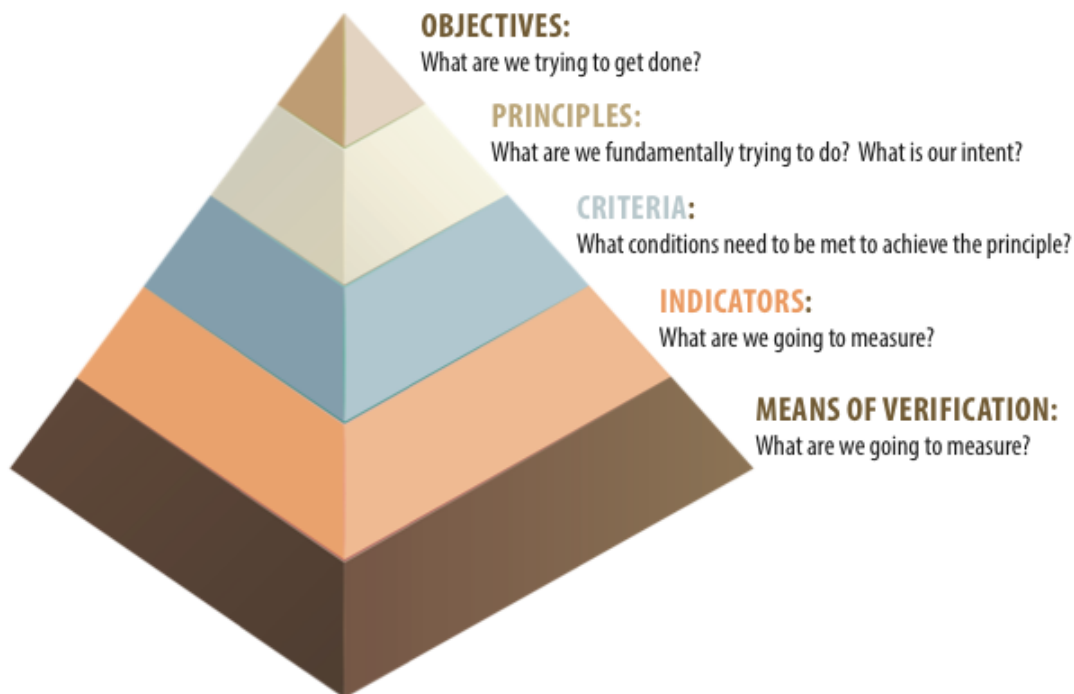 OBJECTIVES:
What are we trying to get done?
PRINCIPLES:
What are we fundamentally trying to do? What is our intent?
CRITERIA:
What conditions need to be met to achieve the principle?
INDICATORS:
What are we going to measure?
MEANS OF VERIFICATION:
What are we going to measure?